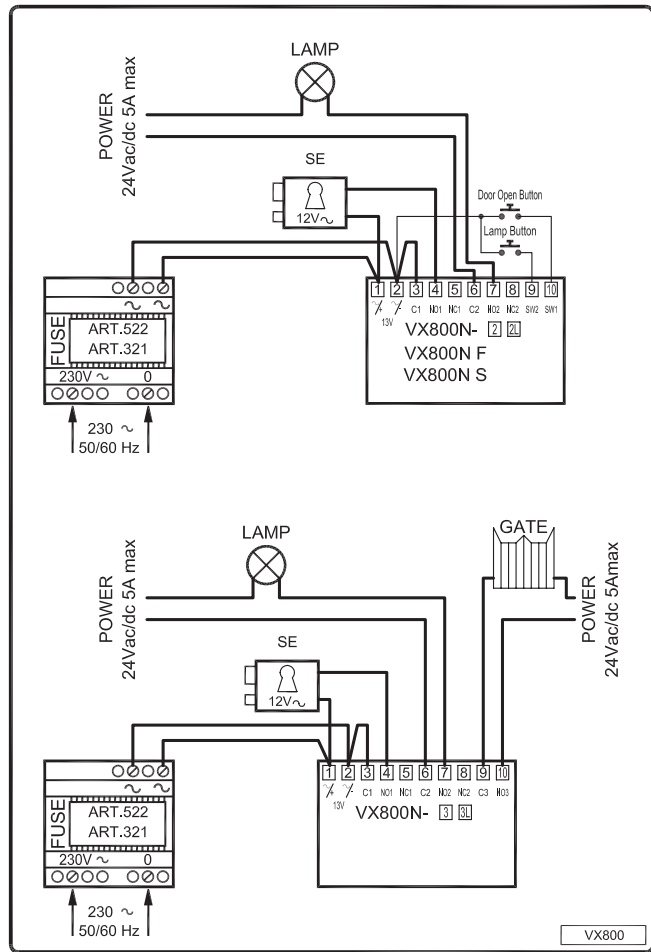 LAMP
POWER
24Vac/dc 5A max
SE
12V∿
Door Open Button
Lamp Button
∿ ∿
FUSE
ART.522
ART.321
230V ∿ 0
230 ∿
50/60 Hz
1 2 3 4 5 6 7 8 9 10
∿/+ ∿/- C1 NO1 NC1 C2 NO2 NC2 SW2 SW1
13V
VX800N- 2 2L
VX800N F
VX800N S
LAMP
GATE
POWER
24Vac/dc 5A max
POWER
24Vac/dc 5Amax
SE
12V∿
∿ ∿
FUSE
ART.522
ART.321
230V ∿ 0
230 ∿
50/60 Hz
1 2 3 4 5 6 7 8 9 10
∿/+ ∿/- C1 NO1 NC1 C2 NO2 NC2 C3 NO3
13V
VX800N- 3 3L
VX800